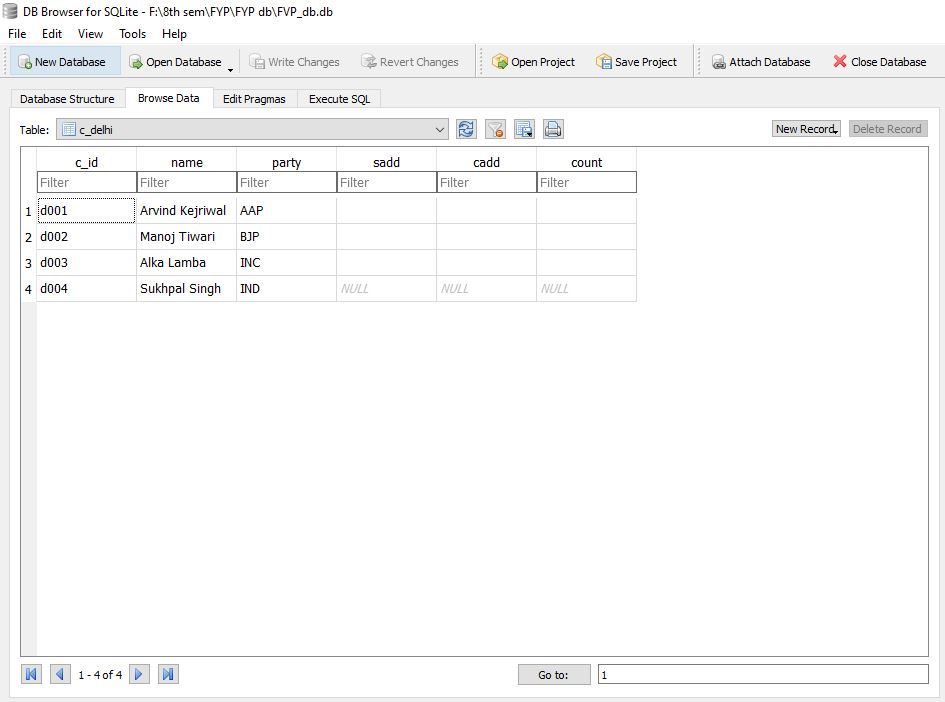 DB Browser for SQLite - F:\8th sem\FYP\FYP db\FVP_db.db
File Edit View Tools Help
New Database Open Database Write Changes Revert Changes Open Project Save Project Attach Database Close Database
Database Structure Browse Data Edit Pragmas Execute SQL
Table: c_delhi New Record Delete Record
c_id name party sadd cadd count
Filter Filter Filter Filter Filter Filter
1 d001 Arvind Kejriwal AAP
2 d002 Manoj Tiwari BJP
3 d003 Alka Lamba INC
4 d004 Sukhpal Singh IND NULL NULL NULL
1 - 4 of 4 Go to: 1